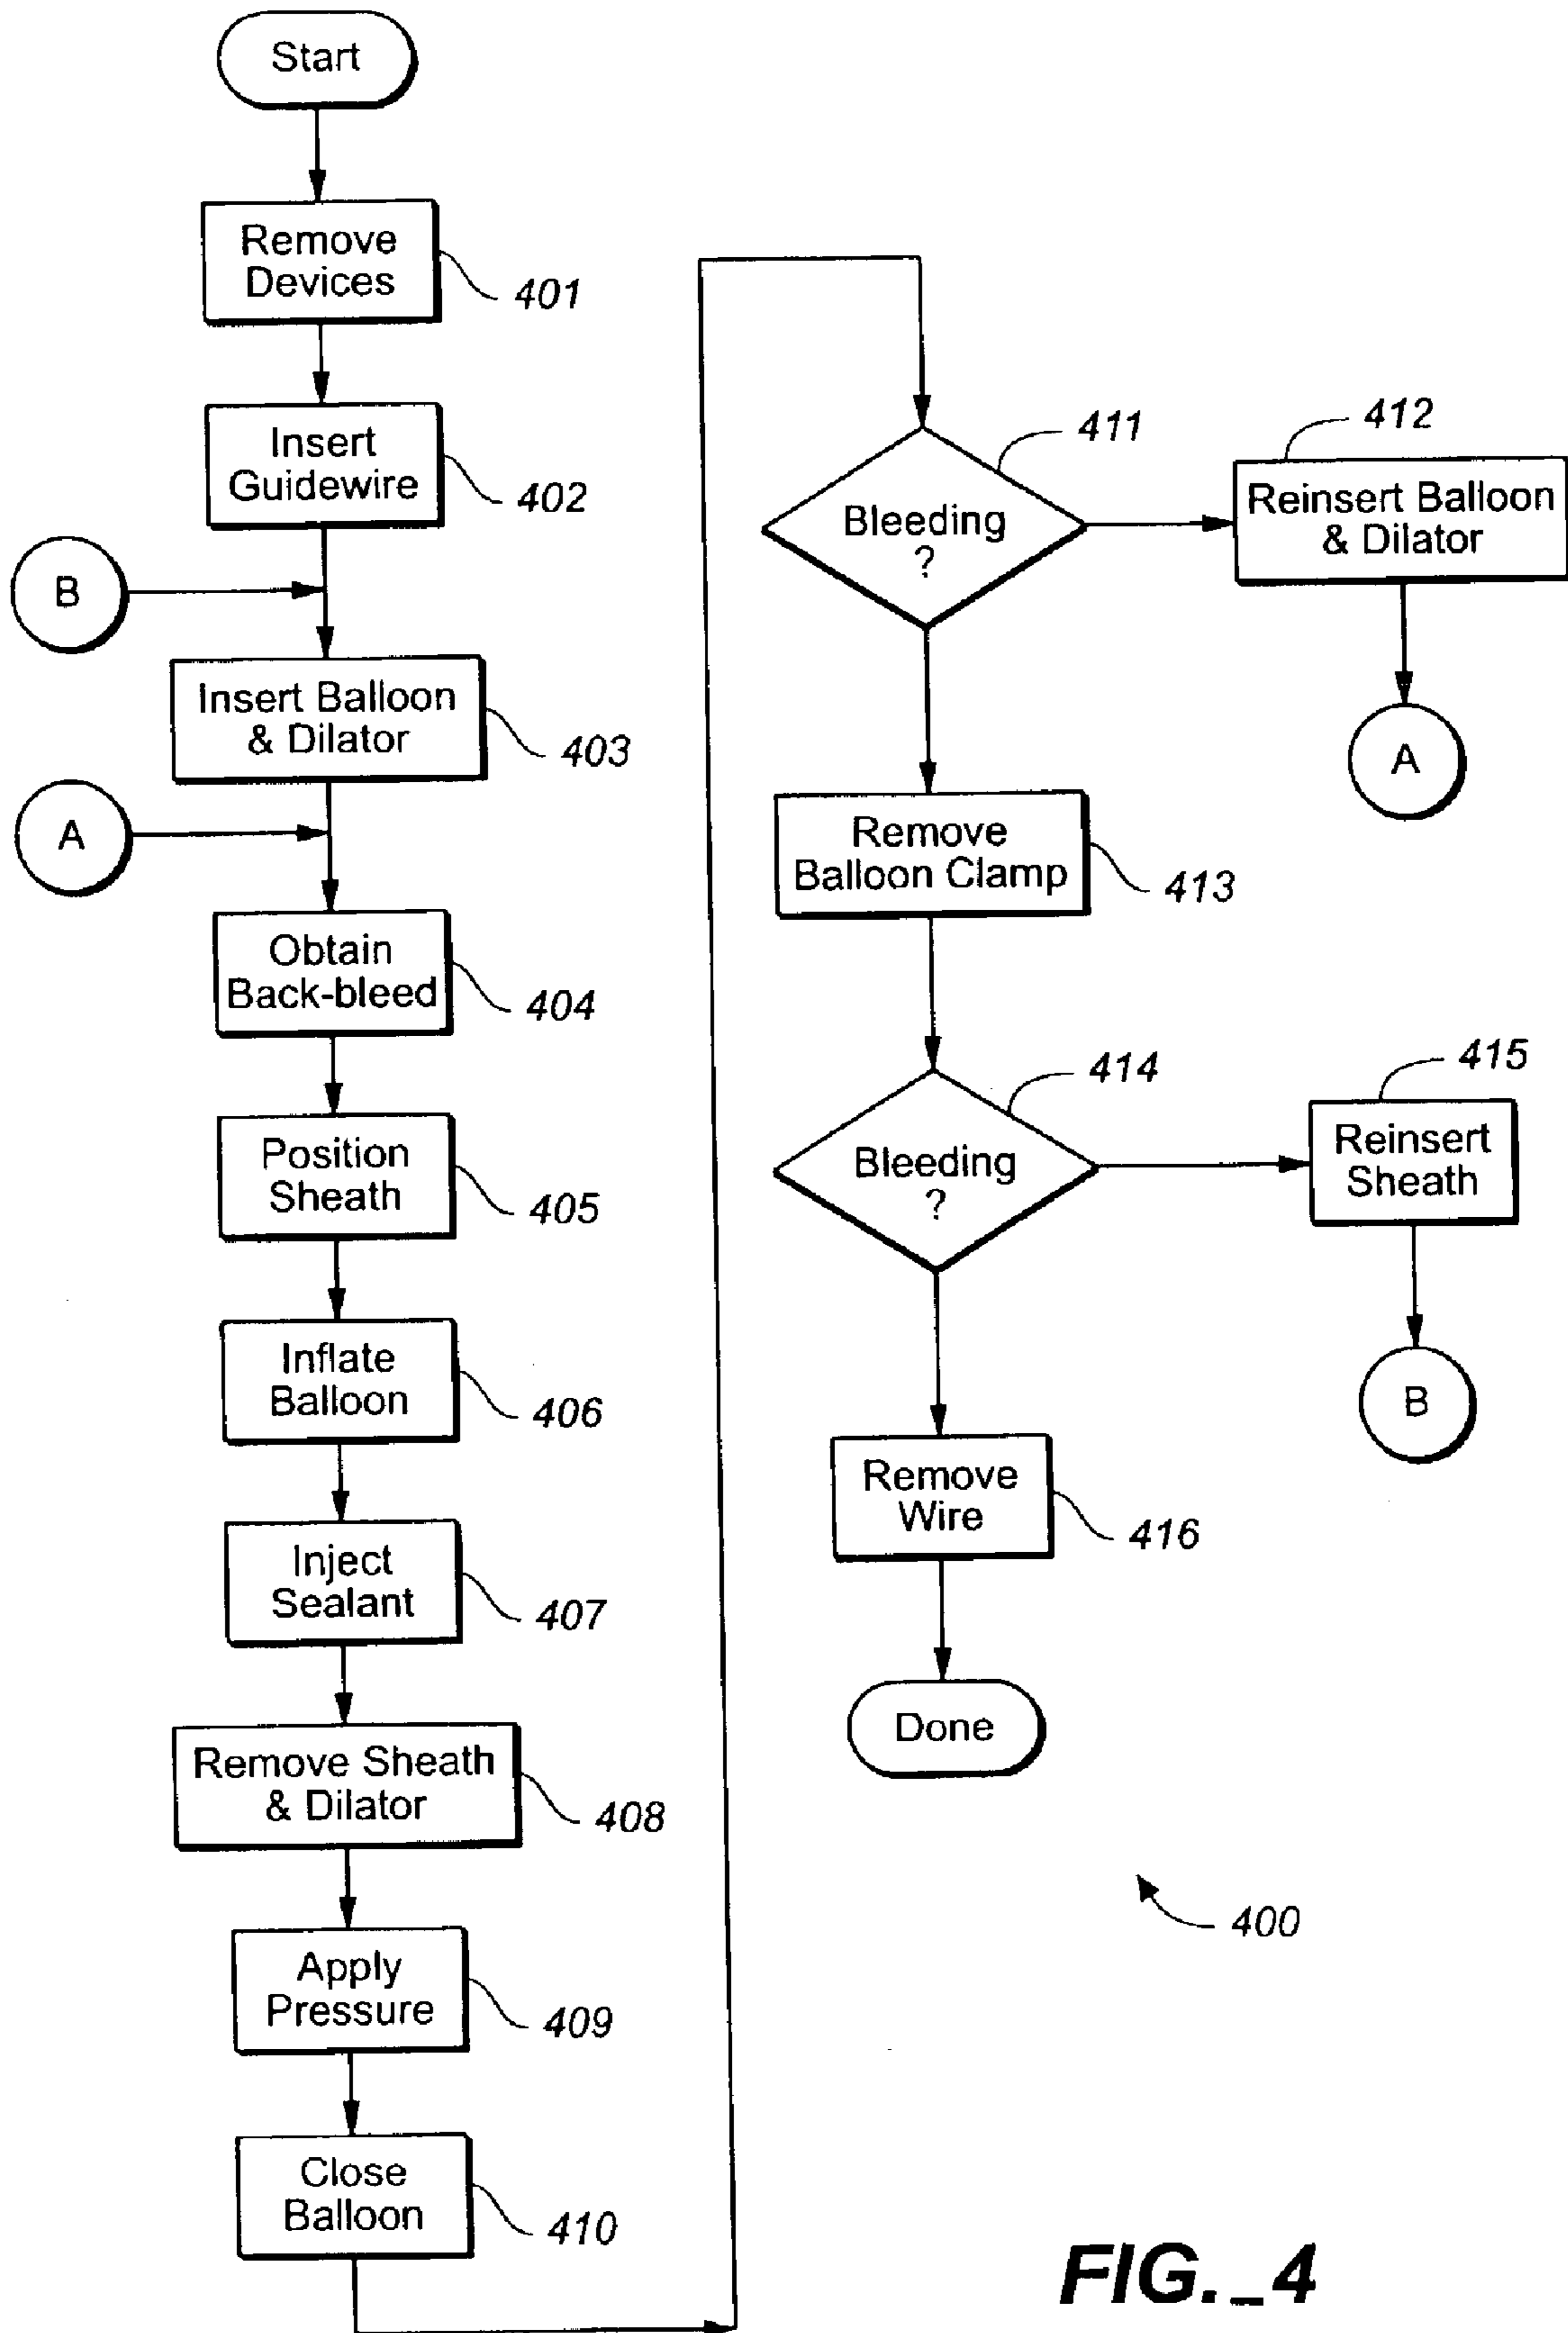 Start
Remove
Devices
401
Insert
Guidewire
402
B
Insert Balloon
& Dilator
403
A
Obtain
Back-bleed
404
Position
Sheath
405
Inflate
Balloon
406
Inject
Sealant
407
Remove Sheath
& Dilator
408
Apply
Pressure
409
Close
Balloon
410
Bleeding
?
411
412
Reinsert Balloon
& Dilator
A
Remove
Balloon Clamp
413
Bleeding
?
414
415
Reinsert
Sheath
B
Remove
Wire
416
Done
400
FIG._4